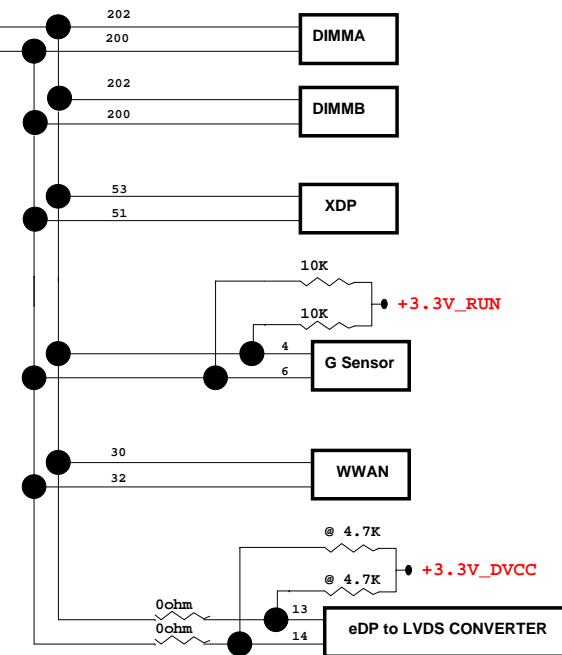 202
DIMMA
200
202
DIMMB
200
53
XDP
51
10K
+3.3V_RUN
10K
4
G Sensor
6
30
WWAN
32
@ 4.7K
+3.3V_DVCC
@ 4.7K
0ohm
13
eDP to LVDS CONVERTER
0ohm
14